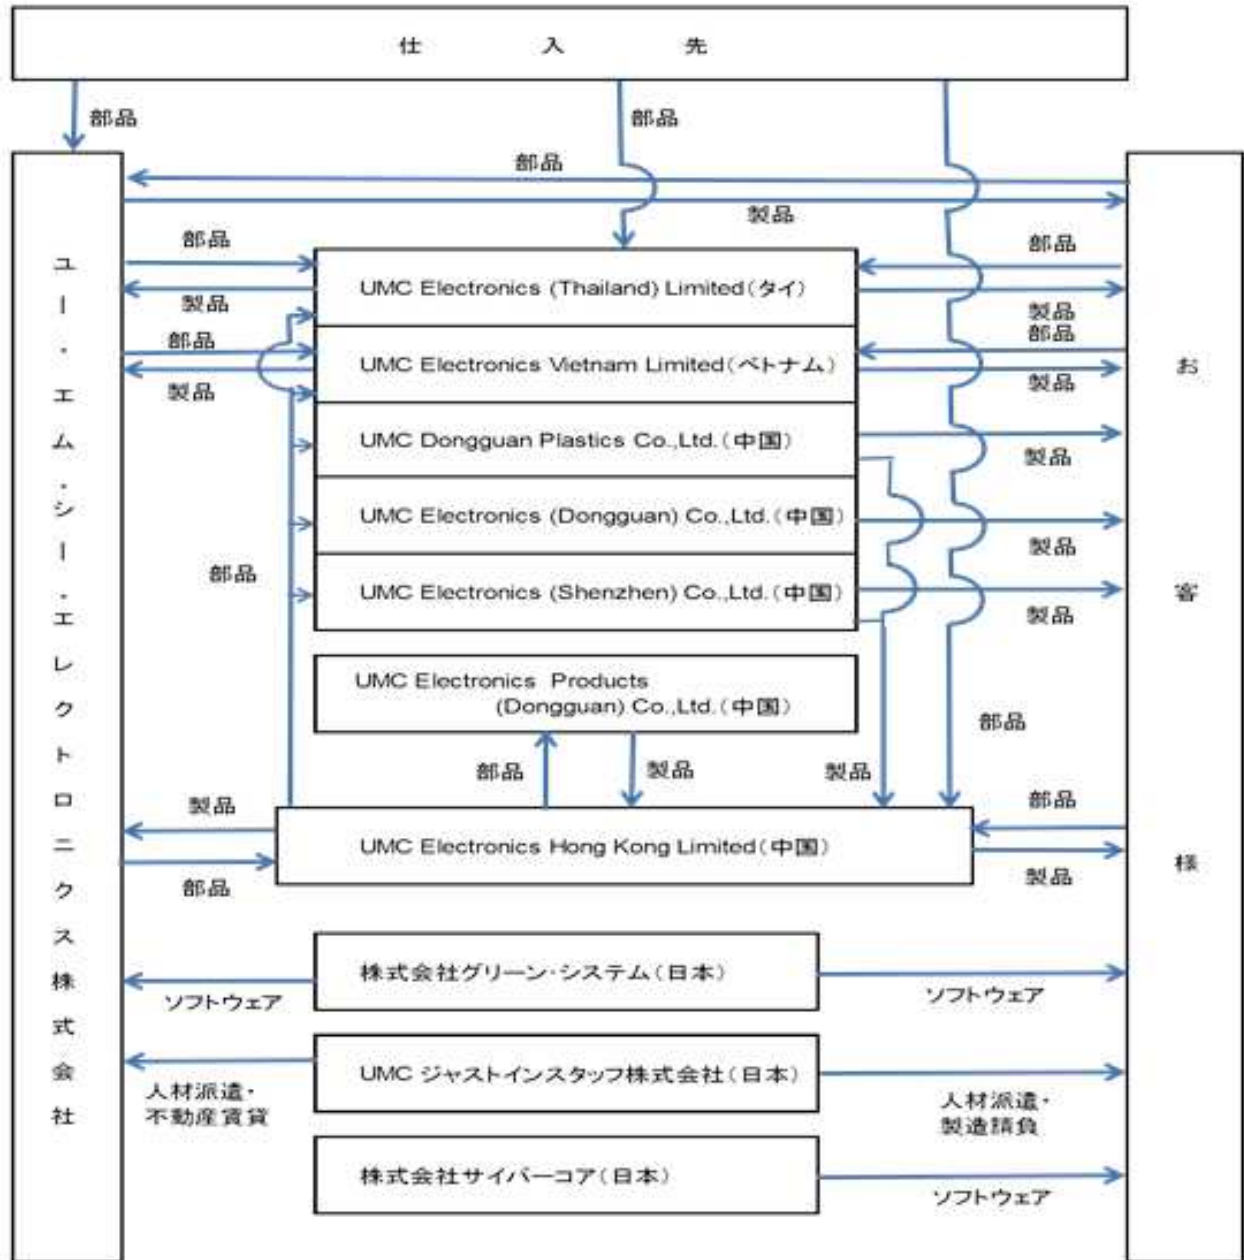 仕入先
部品
部品
部品
製品
ユー・エム・シー・エレクトロニクス株式会社
お客様
部品
製品
部品
製品
UMC Electronics (Thailand) Limited(タイ)
部品
製品
部品
製品
UMC Electronics Vietnam Limited(ベトナム)
UMC Dongguan Plastics Co.,Ltd.(中国)
製品
UMC Electronics (Dongguan) Co.,Ltd.(中国)
製品
部品
UMC Electronics (Shenzhen) Co.,Ltd.(中国)
製品
UMC Electronics Products
(Dongguan) Co.,Ltd.(中国)
部品
部品
製品
製品
製品
部品
UMC Electronics Hong Kong Limited(中国)
部品
製品
株式会社グリーン・システム(日本)
ソフトウェア
ソフトウェア
UMC ジャストインスタッフ株式会社(日本)
人材派遣・
不動産賃貸
人材派遣・
製造請負
株式会社サイバーコア(日本)
ソフトウェア